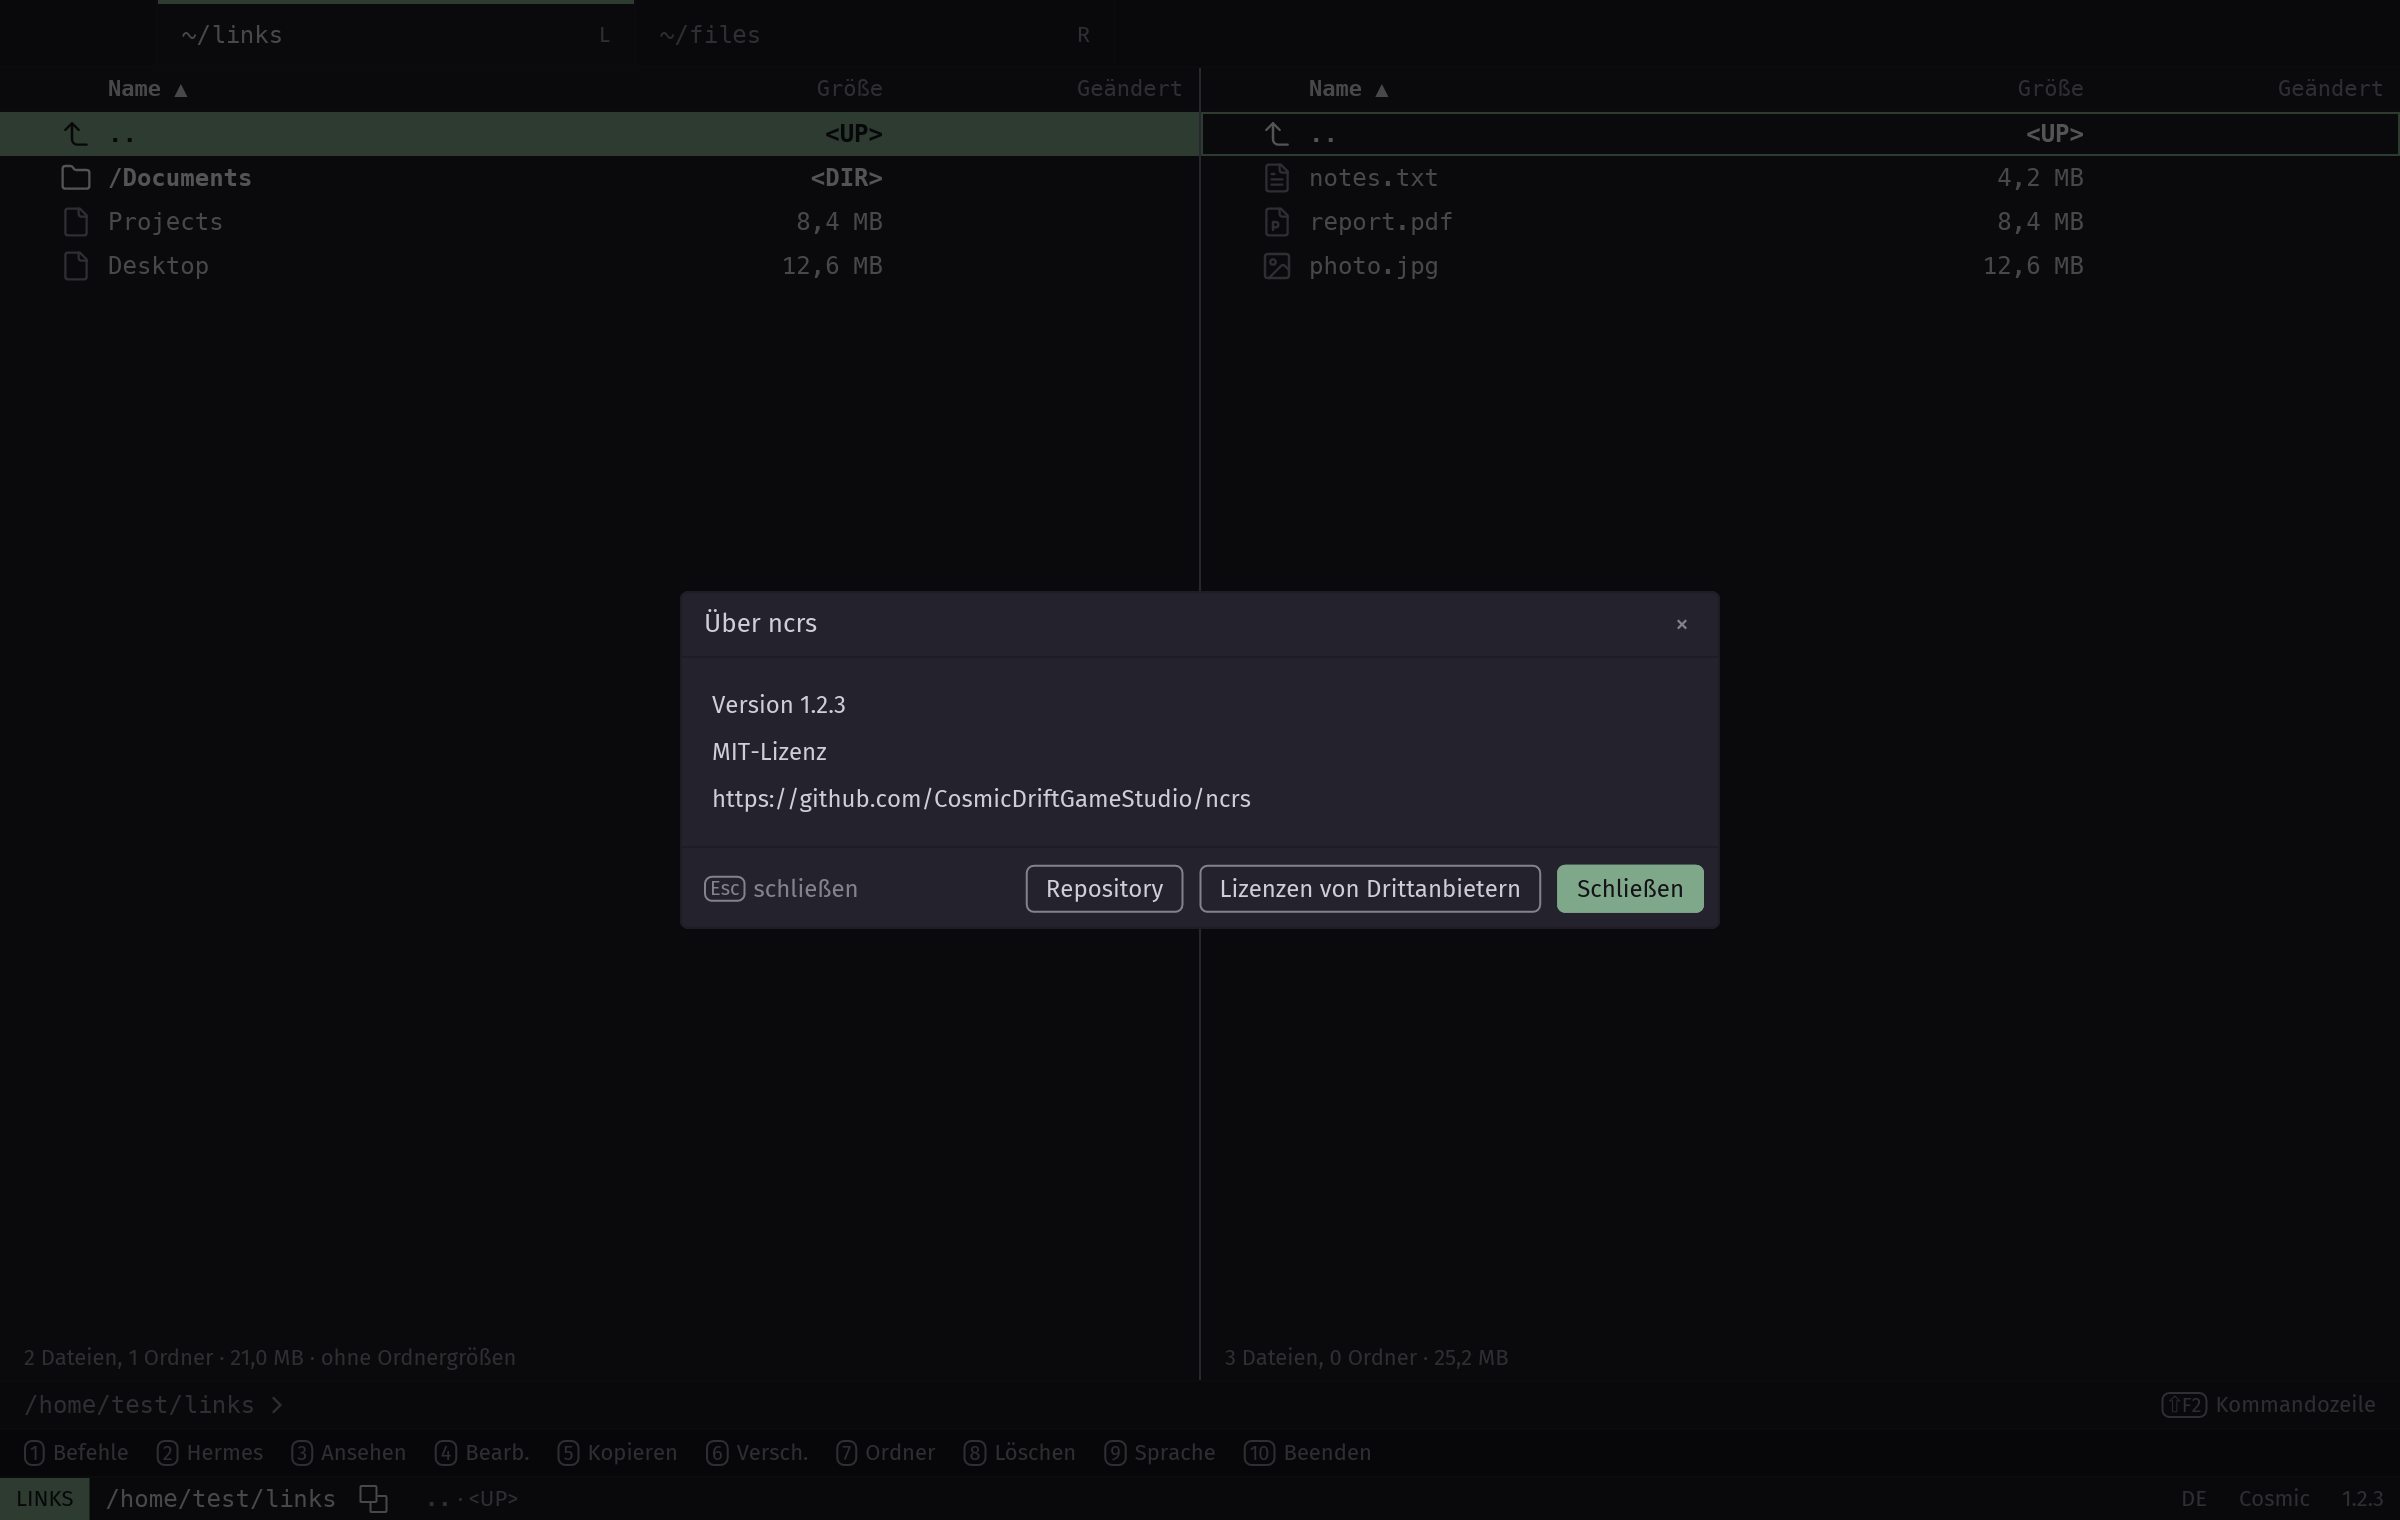 ~/links L ~/files R
Name ▲ Größe Geändert Name ▲ Größe Geändert
.. <UP> .. <UP>
/Documents <DIR> notes.txt 4,2 MB
Projects 8,4 MB report.pdf 8,4 MB
Desktop 12,6 MB photo.jpg 12,6 MB
Über ncrs ×
Version 1.2.3
MIT-Lizenz
https://github.com/CosmicDriftGameStudio/ncrs
Esc schließen Repository Lizenzen von Drittanbietern Schließen
2 Dateien, 1 Ordner · 21,0 MB · ohne Ordnergrößen 3 Dateien, 0 Ordner · 25,2 MB
/home/test/links > ⇧F2 Kommandozeile
1 Befehle 2 Hermes 3 Ansehen 4 Bearb. 5 Kopieren 6 Versch. 7 Ordner 8 Löschen 9 Sprache 10 Beenden
LINKS /home/test/links .. · <UP> DE Cosmic 1.2.3